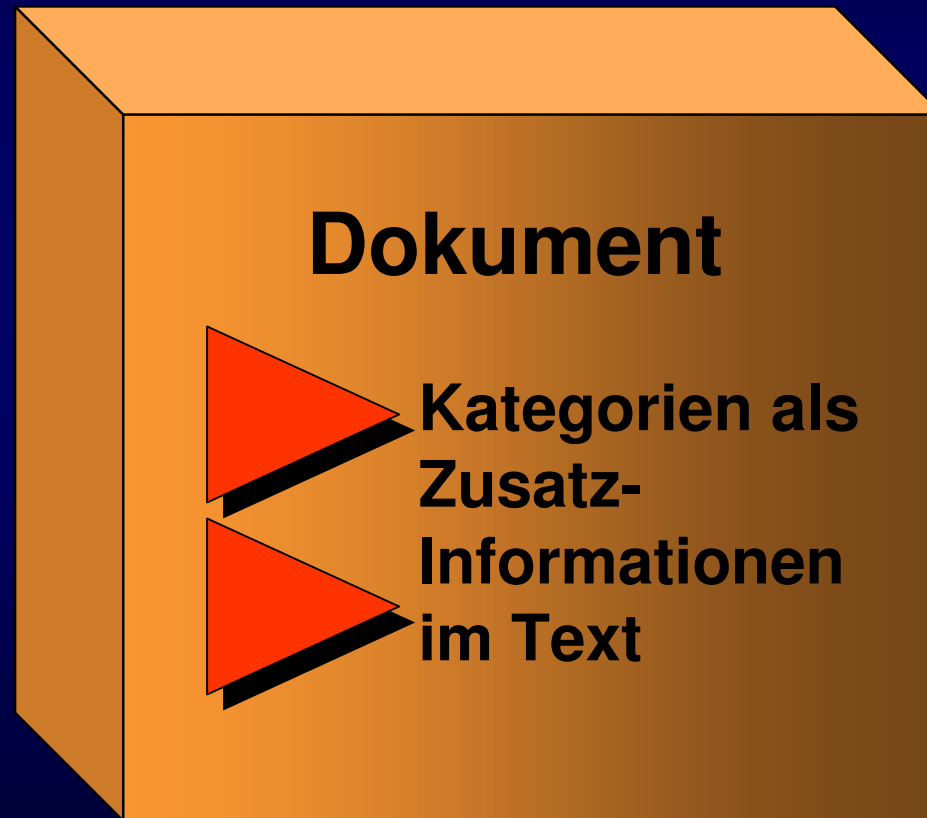 Dokument
Kategorien als
Zusatz-
Informationen
im Text